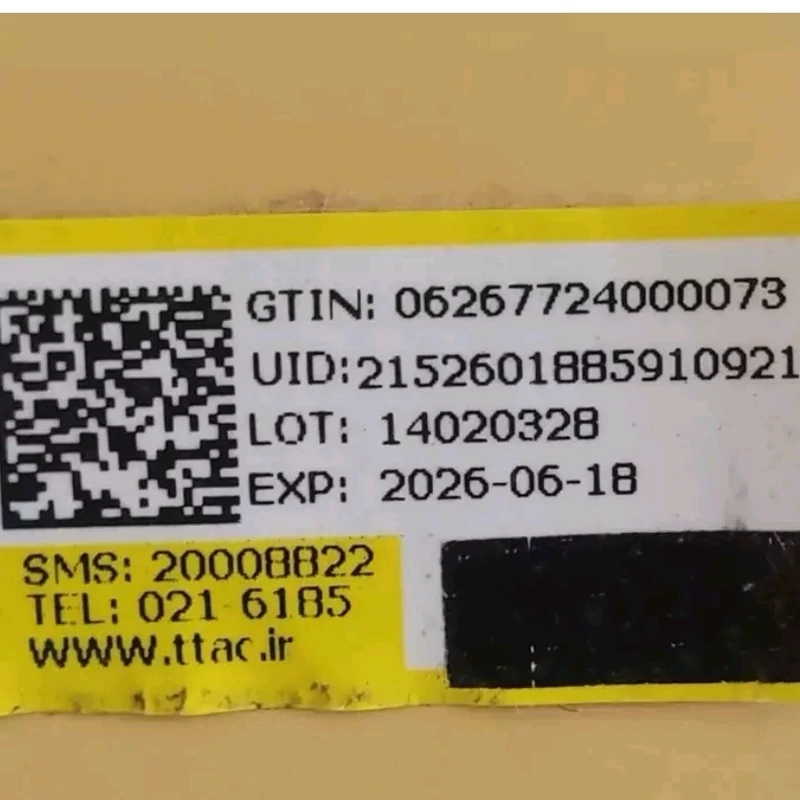 GTIN: 06267724000073
UID:2152601885910921
LOT: 14020328
EXP: 2026-06-18
SMS: 20008822
TEL: 021 6185
www.ttac.ir